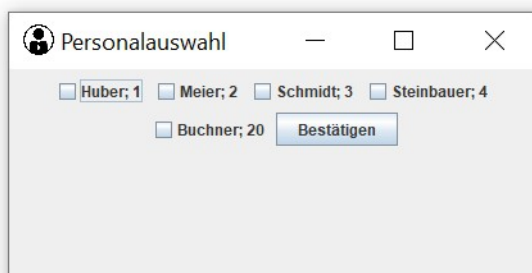 Personalauswahl
Huber; 1 Meier; 2 Schmidt; 3 Steinbauer; 4
Buchner; 20 Bestätigen